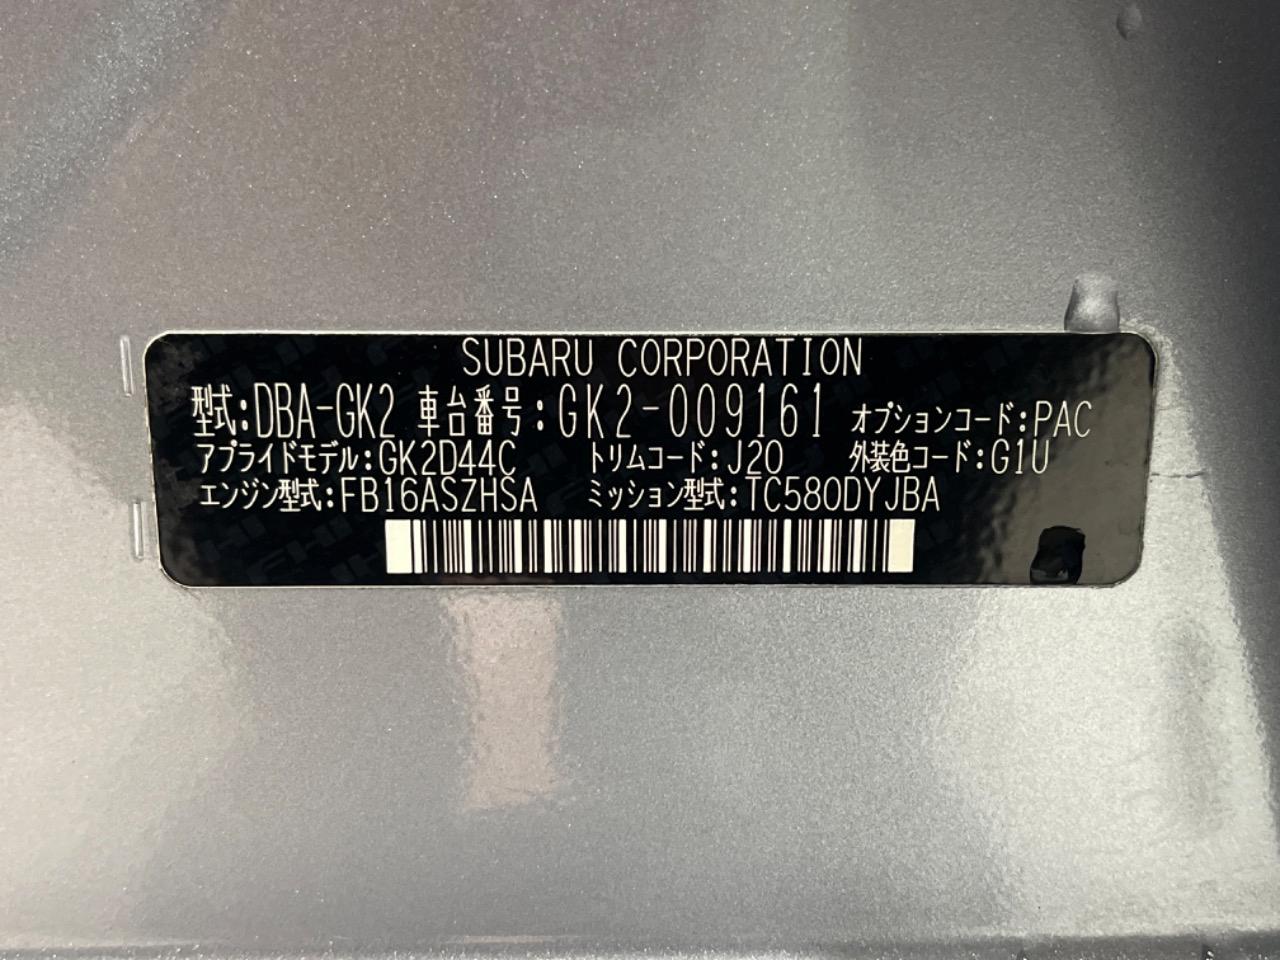 SUBARU CORPORATION
型式:DBA-GK2 車台番号:GK2-009161 オプションコード:PAC
アプライドモデル:GK2D44C トリムコード:J20 外装色コード:G1U
エンジン型式:FB16ASZHSA ミッション型式:TC580DYJBA